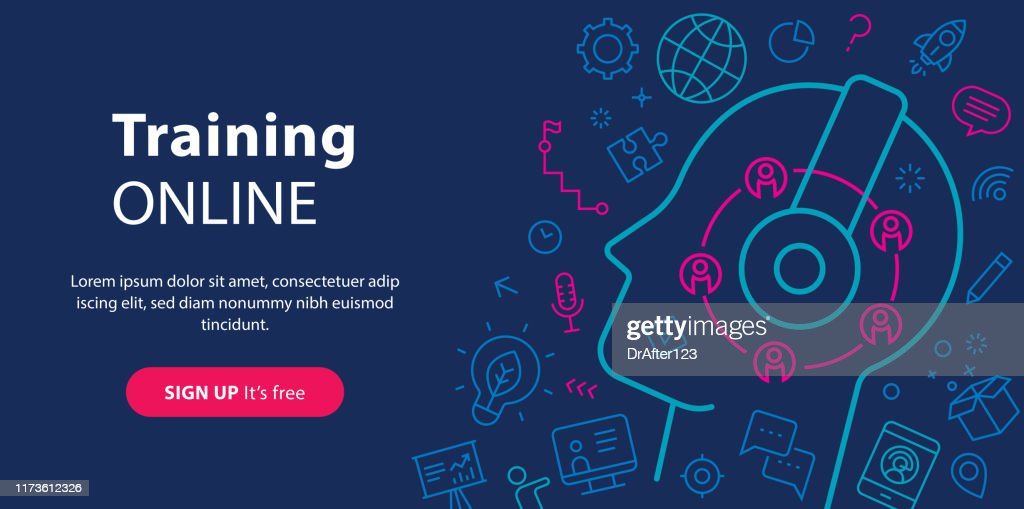 Training
ONLINE
Lorem ipsum dolor sit amet, consectetuer adip
iscing elit, sed diam nonummy nibh euismod
tincidunt.
SIGN UP It's free
gettyimages®
DrAfter123
1173612326